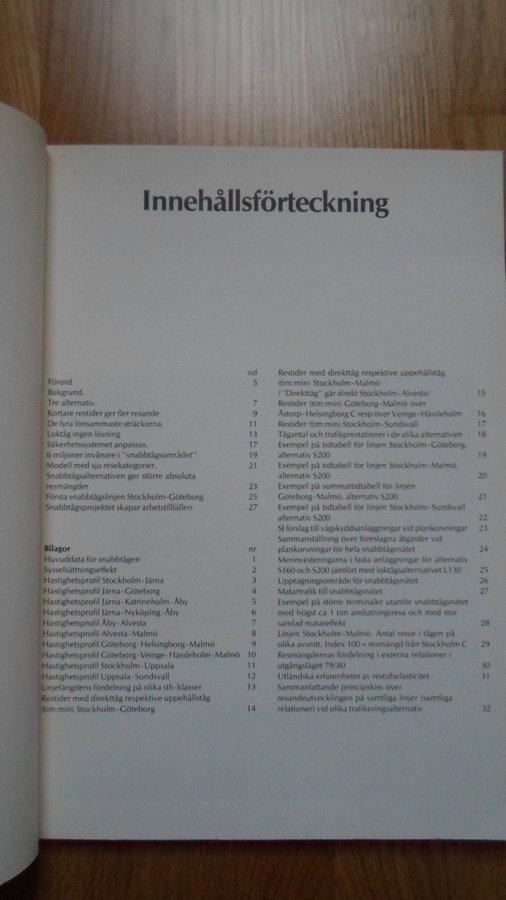 Innehållsförteckning
sid
Förord 5
Bakgrund.
Tre alternativ. 7
Kortare restider ger fler resande 9
De fyra lönsammaste sträckorna. 11
Loktåg ingen lösning 13
Säkerhetssystemet anpassas. 17
6 miljoner invånare i "snabbtågsområdet". 19
Modell med sju resekategorier. 21
Snabbtågsalternativen ger större absoluta
resmängder 23
Första snabbtågslinjen Stockholm-Göteborg 25
Snabbtågsprojektet skapar arbetstillfällen. 27
Bilagor nr
Huvuddata för snabbtågen 1
Sysselsättningseffekt 2
Hastighetsprofil Stockholm-Järna 3
Hastighetsprofil Järna-Göteborg 4
Hastighetsprofil Järna-Katrineholm-Åby 5
Hastighetsprofil Järna-Nyköping-Åby 6
Hastighetsprofil Åby-Alvesta 7
Hastighetsprofil Alvesta-Malmö 8
Hastighetsprofil Göteborg-Helsingborg-Malmö 9
Hastighetsprofil Göteborg-Veinge-Hässleholm-Malmö 10
Hastighetsprofil Stockholm-Uppsala 11
Hastighetsprofil Uppsala-Sundsvall 12
Linjelängdens fördelning på olika sth-klasser 13
Restider med direkttåg respektive uppehållståg
(tim:min) Stockholm-Göteborg 14
Restider med direkttåg respektive uppehållståg
(tim:min) Stockholm-Malmö
("Direkttåg" går direkt Stockholm-Alvesta) 15
Restider (tim:min) Göteborg-Malmö över
Åstorp-Helsingborg C resp över Veinge-Hässleholm 16
Restider (tim:min) Stockholm-Sundsvall 17
Tågantal och trafikprestationer i de olika alternativen 18
Exempel på tidtabell för linjen Stockholm-Göteborg,
alternativ S200 19
Exempel på tidtabell för linjen Stockholm-Malmö,
alternativ S200 20
Exempel på sommartidtabell för linjen
Göteborg-Malmö, alternativ S200 21
Exempel på tidtabell för linjen Stockholm-Sundsvall
alternativ S200 22
SJ förslag till vägskyddsanläggningar vid plankorsningar 23
Sammanställning över föreslagna åtgärder vid
plankorsningar för hela snabbtågsnätet 24
Merinvesteringarna i fasta anläggningar för alternativ
S160 och S200 jämfört med loktågsalternativet L130 25
Upptagningsområde för snabbtågsnätet 26
Matartrafik till snabbtågsnätet 27
Exempel på större terminaler utanför snabbtågsnätet
med högst ca 1 tim anslutningsresa och med stor
samlad matareffekt 28
Linjen Stockholm-Malmö. Antal resor i tågen på
olika avsnitt. Index 100 = resmängd från Stockholm C 29
Resmängdernas fördelning i externa relationer i
utgångsläget 79/80 30
Utländska erfarenheter av restidselasticitet 31
Sammanfattande principskiss över
resandeutvecklingen på samtliga linjer (samtliga
relationer) vid olika trafikeringsalternativ 32